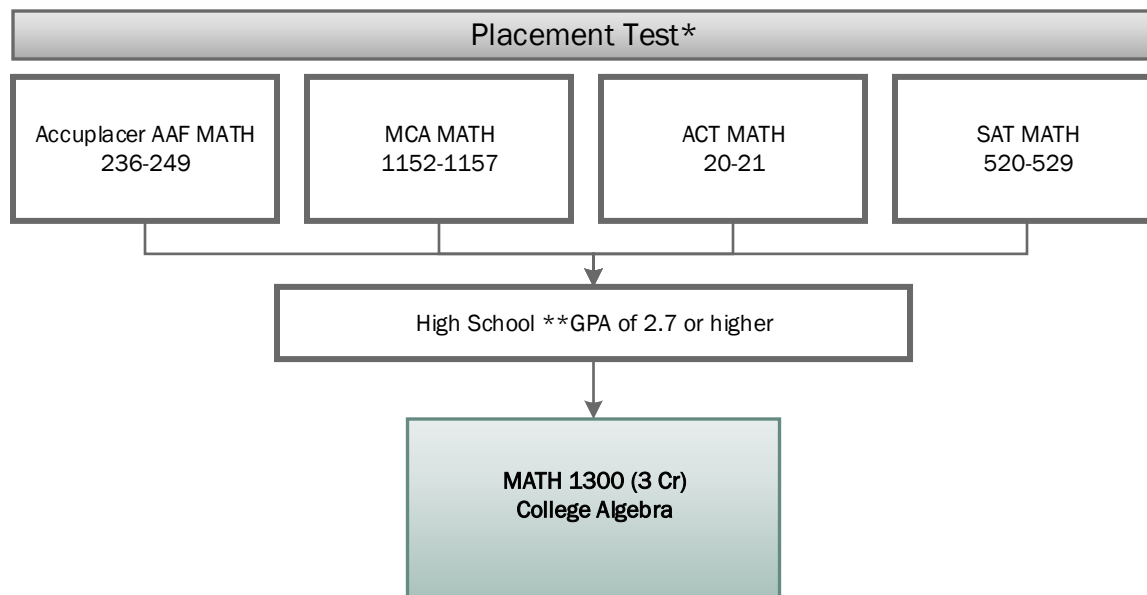 Placement Test*
Accuplacer AAF MATH
236-249
MCA MATH
1152-1157
ACT MATH
20-21
SAT MATH
520-529
High School **GPA of 2.7 or higher
MATH 1300 (3 Cr)
College Algebra